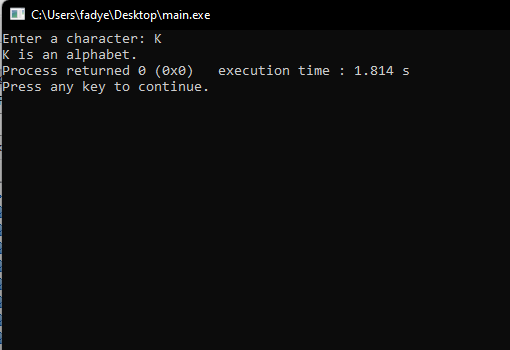 C:\Users\fadye\Desktop\main.exe
Enter a character: K
K is an alphabet.
Process returned 0 (0x0)   execution time : 1.814 s
Press any key to continue.